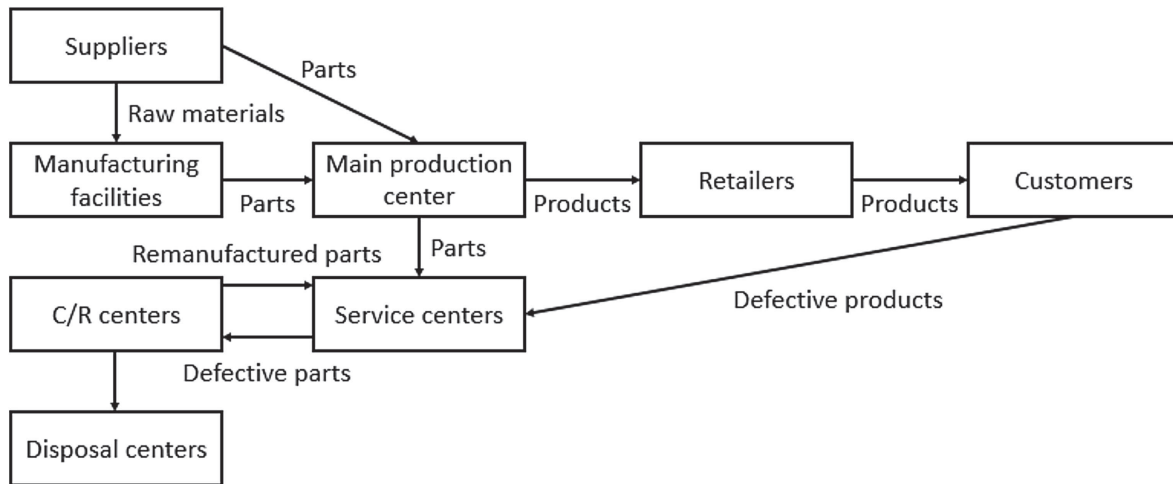 Suppliers
Parts
Raw materials
Manufacturing
facilities
Main production
center
Retailers
Customers
Parts
Products
Products
Remanufactured parts
Parts
C/R centers
Service centers
Defective products
Defective parts
Disposal centers